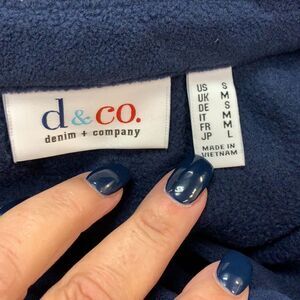 d & co.
denim + company
US S
UK M
DE S
IT M
FR M
JP L
MADE IN
VIETNAM